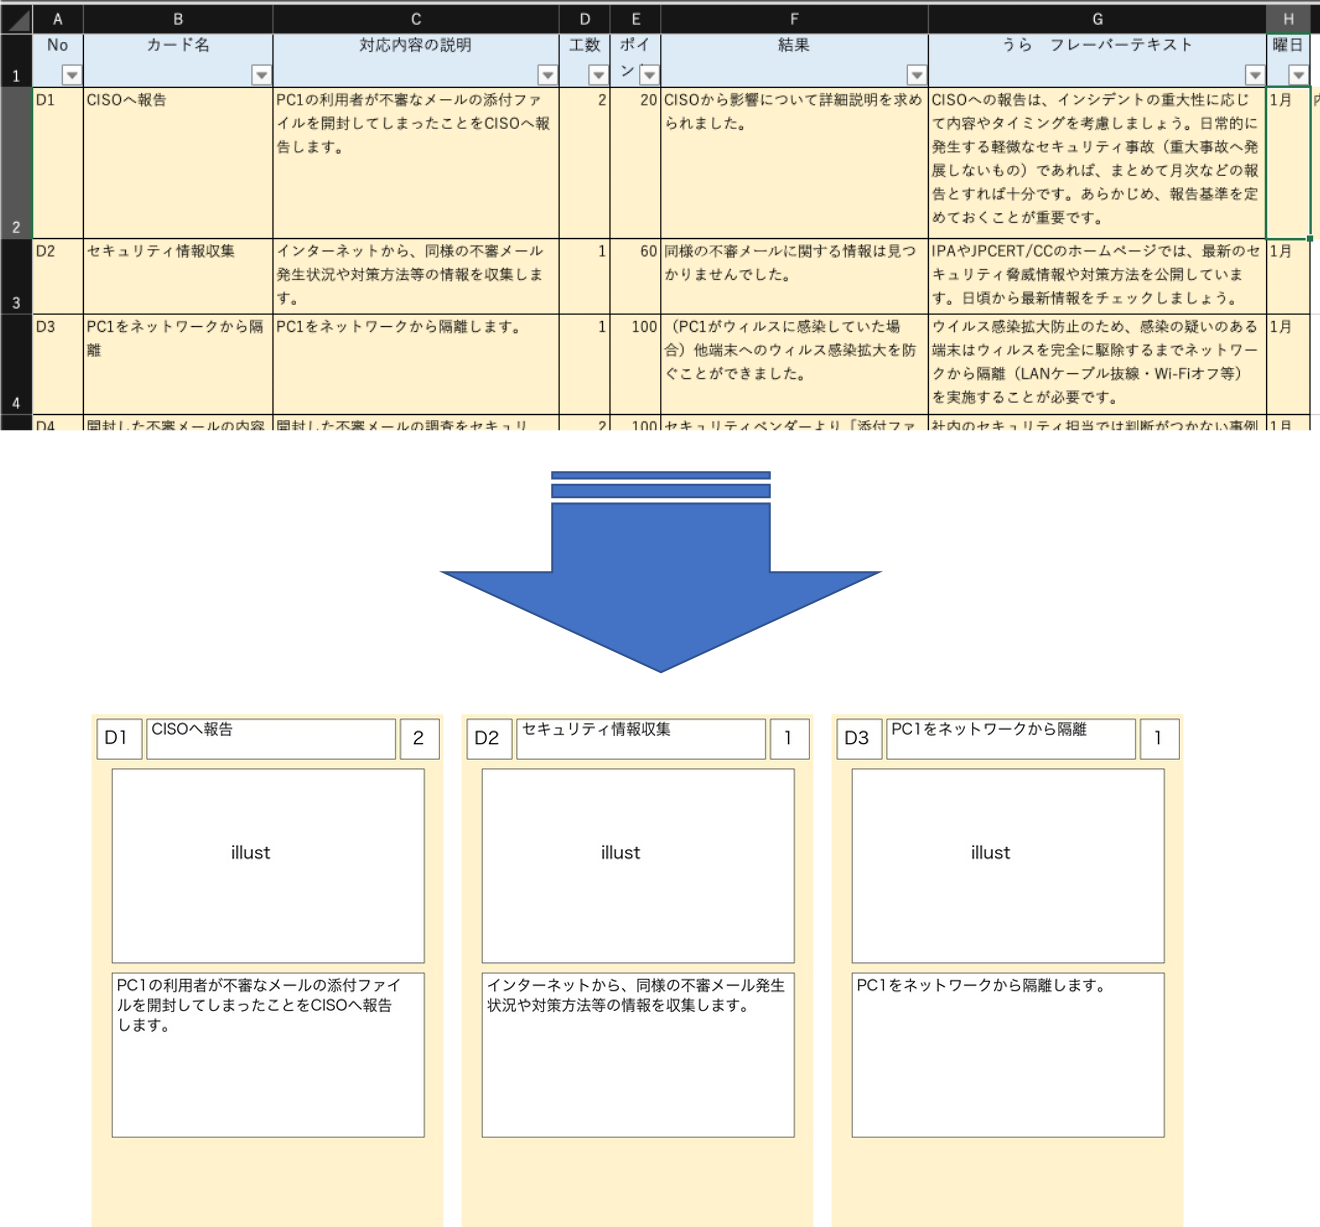 A B C D E F G H
No カード名 対応内容の説明 工数 ポイン 結果 うら　フレーバーテキスト 曜日
1
2
D1
CISOへ報告
PC1の利用者が不審なメールの添付ファ
イルを開封してしまったことをCISOへ報
告します。
2
20
CISOから影響について詳細説明を求め
られました。
CISOへの報告は、インシデントの重大性に応じ
て内容やタイミングを考慮しましょう。日常的に
発生する軽微なセキュリティ事故（重大事故へ発
展しないもの）であれば、まとめて月次などの報
告とすれば十分です。あらかじめ、報告基準を定
めておくことが重要です。
1月
3
D2
セキュリティ情報収集
インターネットから、同様の不審メール
発生状況や対策方法等の情報を収集しま
す。
1
60
同様の不審メールに関する情報は見つ
かりませんでした。
IPAやJPCERT/CCのホームページでは、最新のセ
キュリティ脅威情報や対策方法を公開していま
す。日頃から最新情報をチェックしましょう。
1月
4
D3
PC1をネットワークから隔
離
PC1をネットワークから隔離します。
1
100
（PC1がウィルスに感染していた場
合）他端末へのウィルス感染拡大を防
ぐことができました。
ウイルス感染拡大防止のため、感染の疑いのある
端末はウィルスを完全に駆除するまでネットワー
クから隔離（LANケーブル抜線・Wi-Fiオフ等）
を実施することが必要です。
1月
D4
開封した不審メールの内容
開封した不審メールの調査をセキュリ
2
100
セキュリティベンダーより「添付ファ
社内のセキュリティ担当では判断がつかない事例
1月
D1
CISOへ報告
2
illust
PC1の利用者が不審なメールの添付ファイ
ルを開封してしまったことをCISOへ報告
します。
D2
セキュリティ情報収集
1
illust
インターネットから、同様の不審メール発生
状況や対策方法等の情報を収集します。
D3
PC1をネットワークから隔離
1
illust
PC1をネットワークから隔離します。